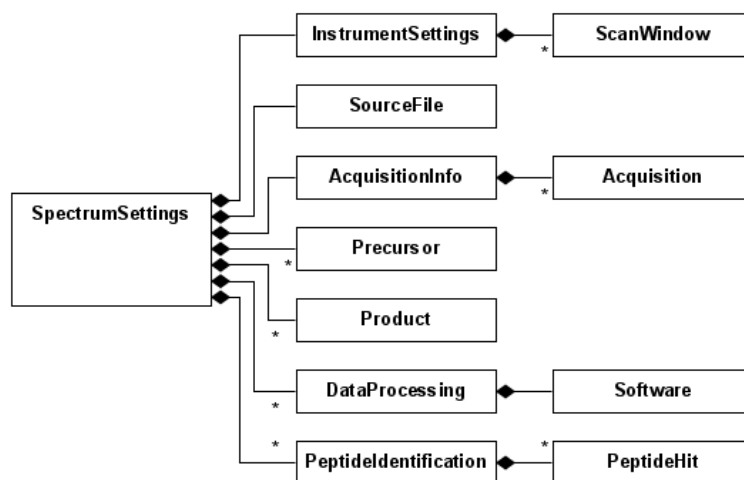 InstrumentSettings
ScanWindow
*
SourceFile
AcquisitionInfo
Acquisition
*
SpectrumSettings
Precursor
*
Product
*
DataProcessing
Software
*
*
*
PeptideIdentification
PeptideHit